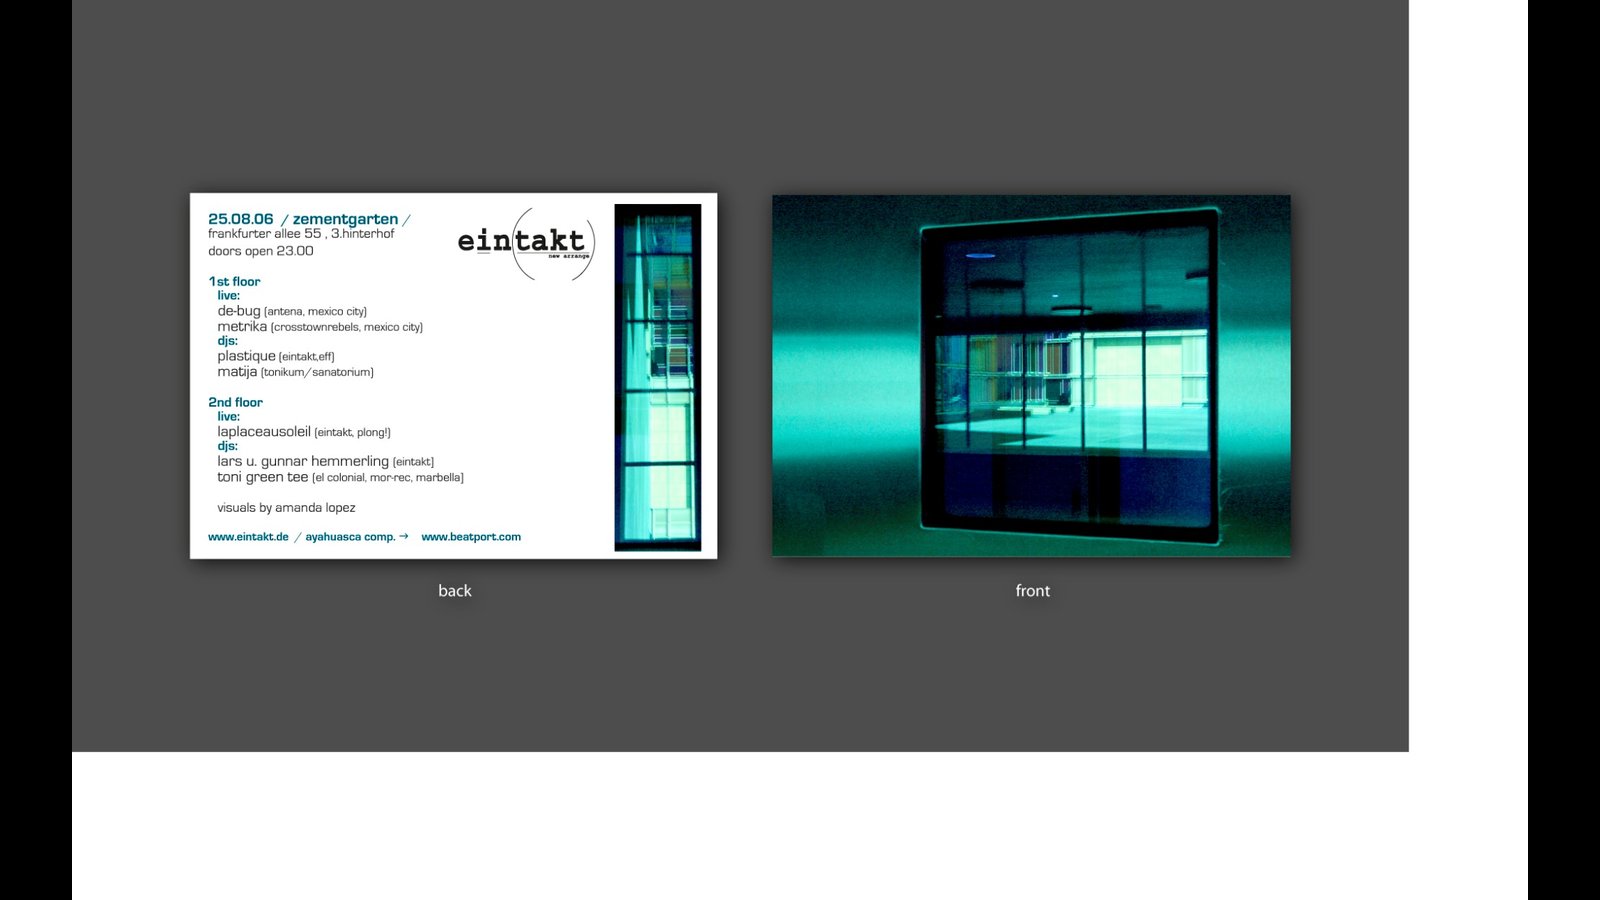 25.08.06 / zementgarten /
frankfurter allee 55 , 3.hinterhof
doors open 23.00
eintakt
new arrange
1st floor
live:
de-bug (antena, mexico city)
metrika (crosstownrebels, mexico city)
djs:
plastique (eintakt,eff)
matija (tonikum/sanatorium)
2nd floor
live:
laplaceausoleil (eintakt, plong!)
djs:
lars u. gunnar hemmerling (eintakt)
toni green tee (el colonial, mor-rec, marbella)
visuals by amanda lopez
www.eintakt.de / ayahuasca comp. → www.beatport.com
back
front